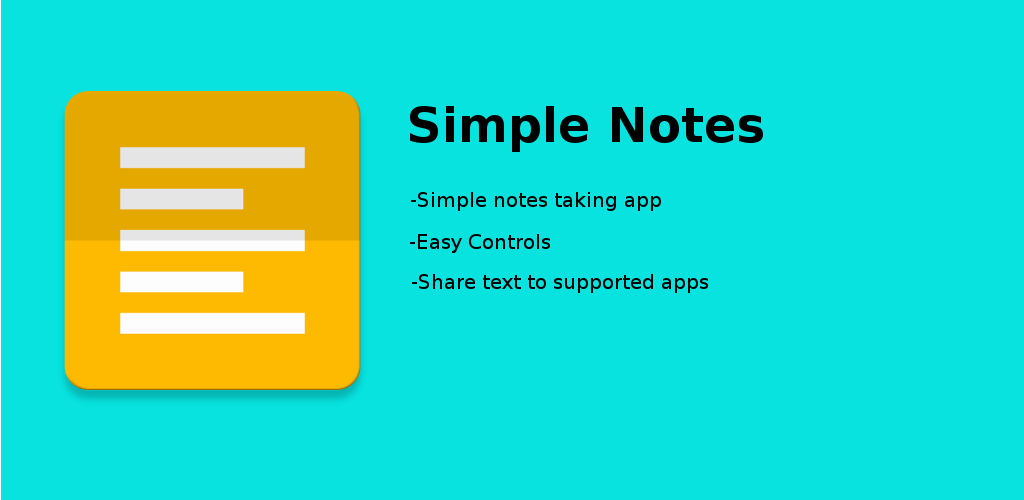 Simple Notes
-Simple notes taking app
-Easy Controls
-Share text to supported apps